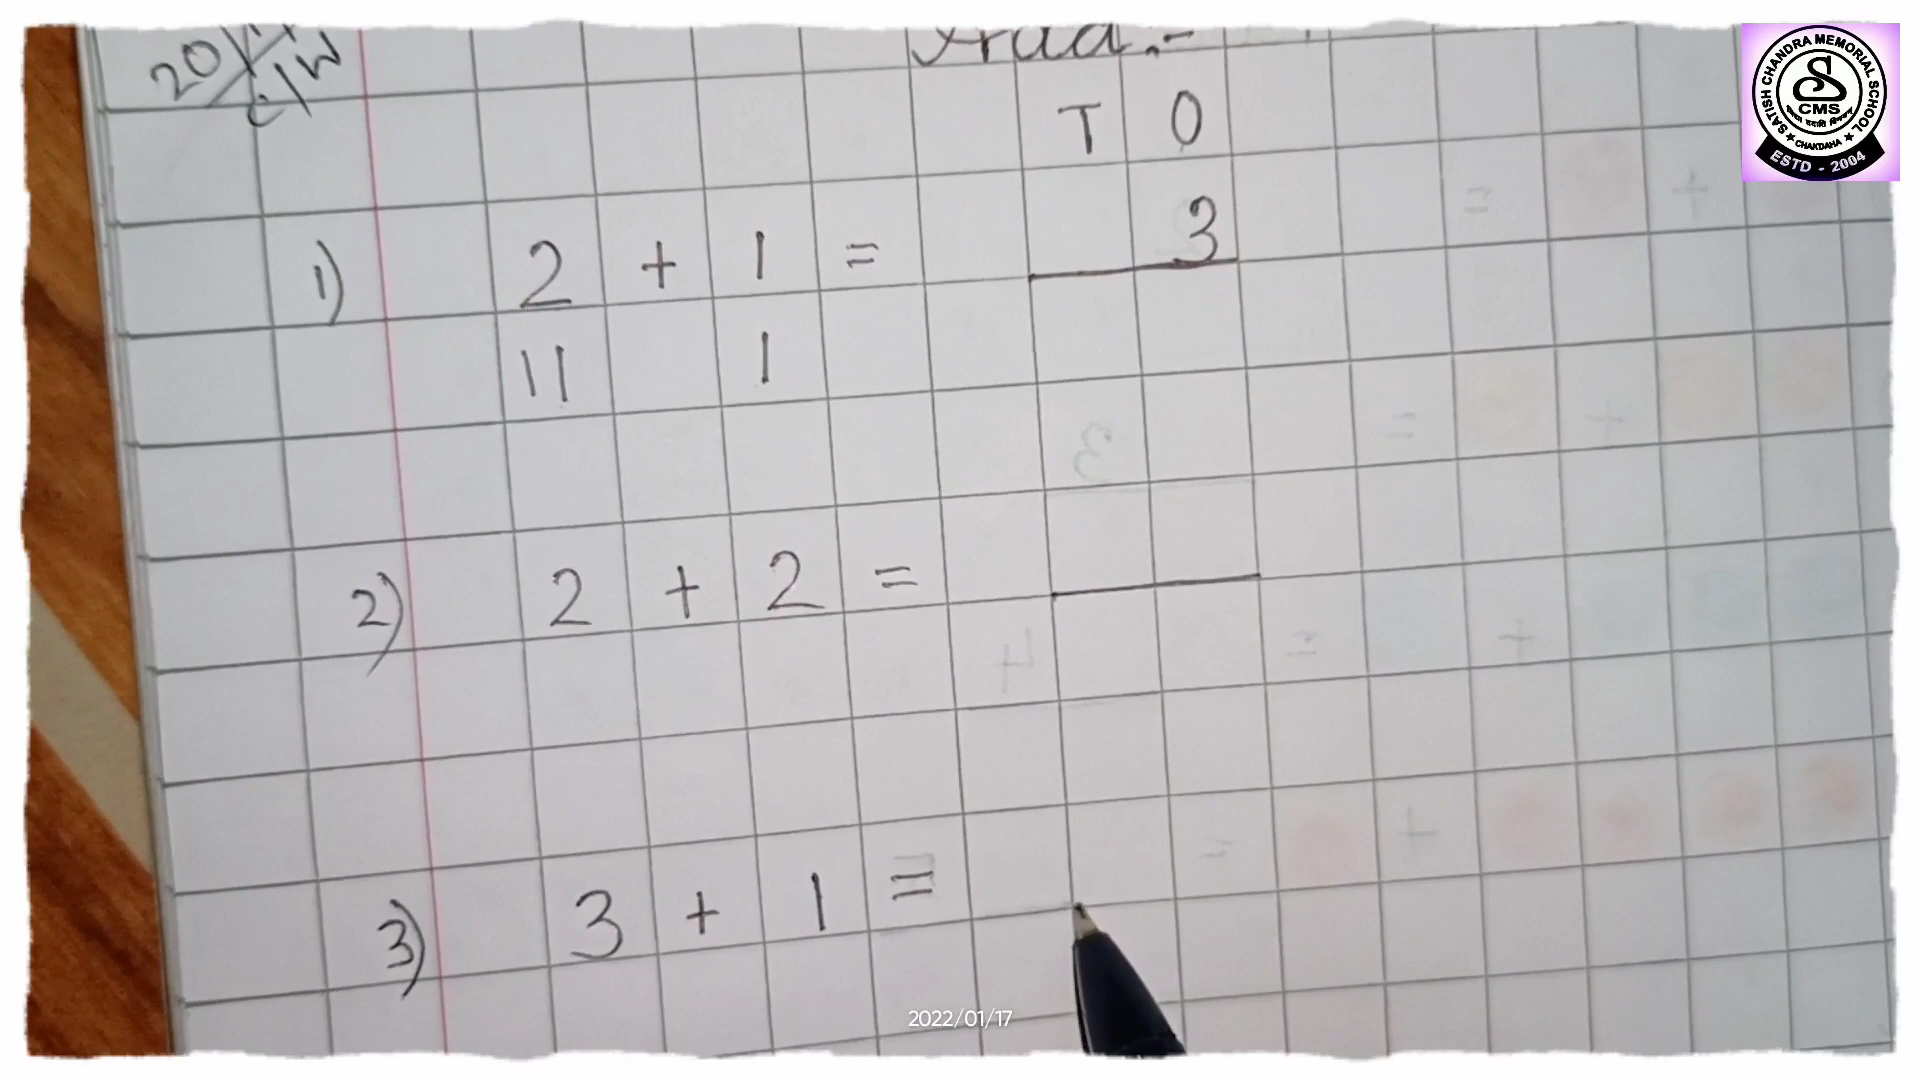 Add :-
T O
1) 2 + 1 = 3
11 1
2) 2 + 2 =
3) 3 + 1 =
2022/01/17
SATISH CHANDRA MEMORIAL SCHOOL
S
CMS
★ CHAKDAHA ★
ESTD - 2004